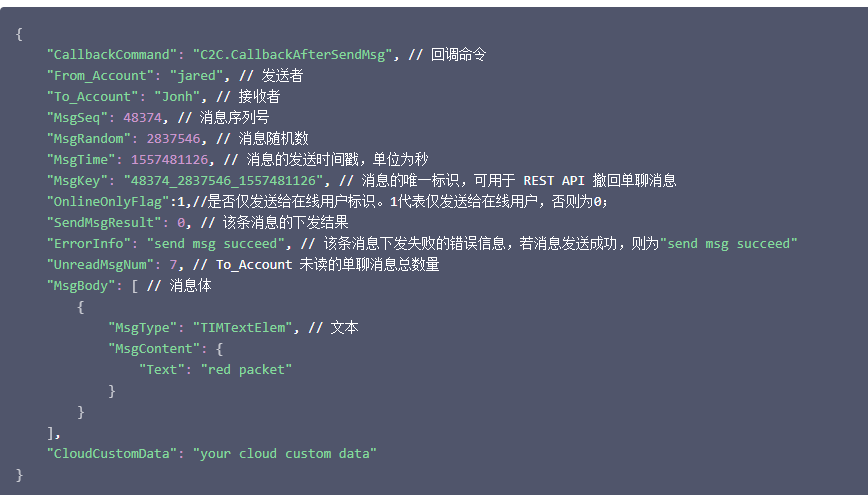 {
    "CallbackCommand": "C2C.CallbackAfterSendMsg", // 回调命令
    "From_Account": "jared", // 发送者
    "To_Account": "Jonh", // 接收者
    "MsgSeq": 48374, // 消息序列号
    "MsgRandom": 2837546, // 消息随机数
    "MsgTime": 1557481126, // 消息的发送时间戳，单位为秒
    "MsgKey": "48374_2837546_1557481126", // 消息的唯一标识，可用于 REST API 撤回单聊消息
    "OnlineOnlyFlag":1,//是否仅发送给在线用户标识。1代表仅发送给在线用户，否则为0；
    "SendMsgResult": 0, // 该条消息的下发结果
    "ErrorInfo": "send msg succeed", // 该条消息下发失败的错误信息，若消息发送成功，则为"send msg succeed"
    "UnreadMsgNum": 7, // To_Account 未读的单聊消息总数量
    "MsgBody": [ // 消息体
        {
            "MsgType": "TIMTextElem", // 文本
            "MsgContent": {
                "Text": "red packet"
            }
        }
    ],
    "CloudCustomData": "your cloud custom data"
}